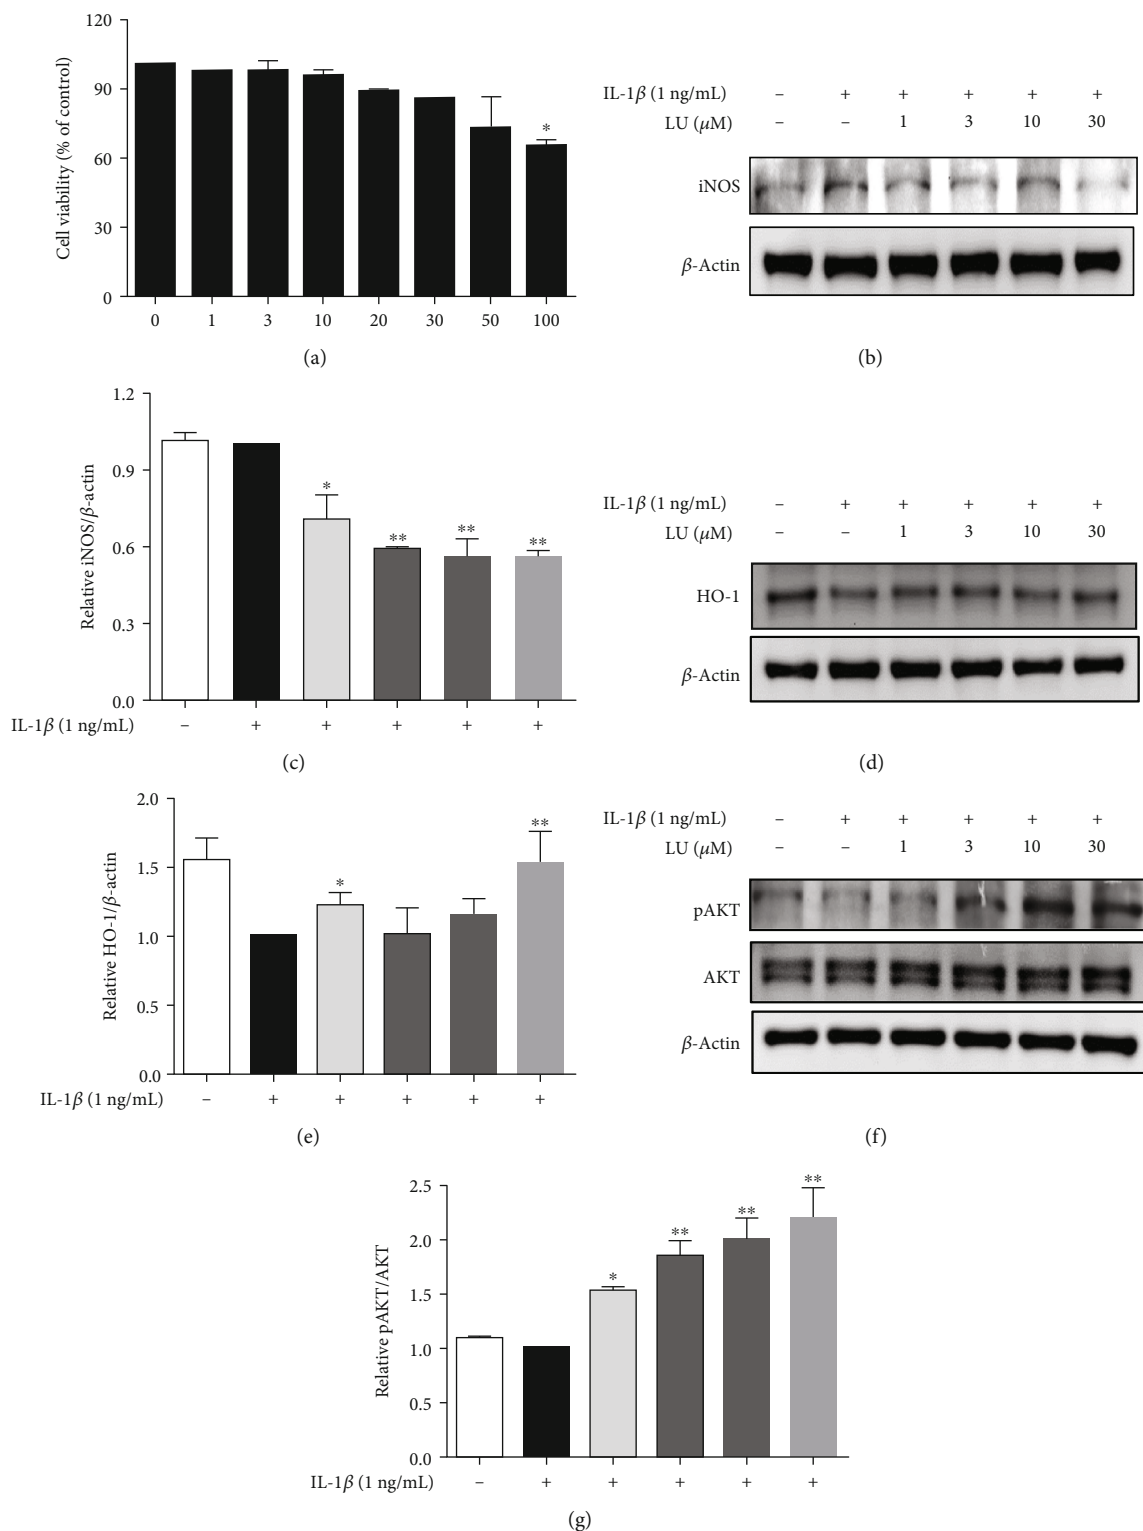 120
90
60
30
0
Cell viability (% of control)
*
0 1 3 10 20 30 50 100
(a)
IL-1β (1 ng/mL) – + + + + +
LU (μM) – – 1 3 10 30
iNOS
β-Actin
(b)
1.2
0.9
0.6
0.3
0.0
Relative iNOS/β-actin
* ** ** **
IL-1β (1 ng/mL) – + + + + +
(c)
IL-1β (1 ng/mL) – + + + + +
LU (μM) – – 1 3 10 30
HO-1
β-Actin
(d)
2.0
1.5
1.0
0.5
0.0
Relative HO-1/β-actin
* **
IL-1β (1 ng/mL) – + + + + +
(e)
IL-1β (1 ng/mL) – + + + + +
LU (μM) – – 1 3 10 30
pAKT
AKT
β-Actin
(f)
2.5
2.0
1.5
1.0
0.5
0.0
Relative pAKT/AKT
* ** ** **
IL-1β (1 ng/mL) – + + + + +
(g)